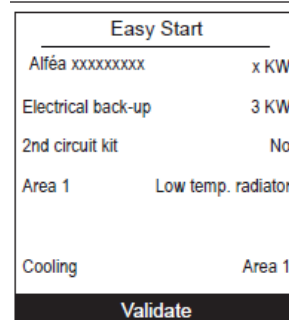 Easy Start
Alféa xxxxxxxxx x KW
Electrical back-up 3 KW
2nd circuit kit No
Area 1 Low temp. radiator
Cooling Area 1
Validate